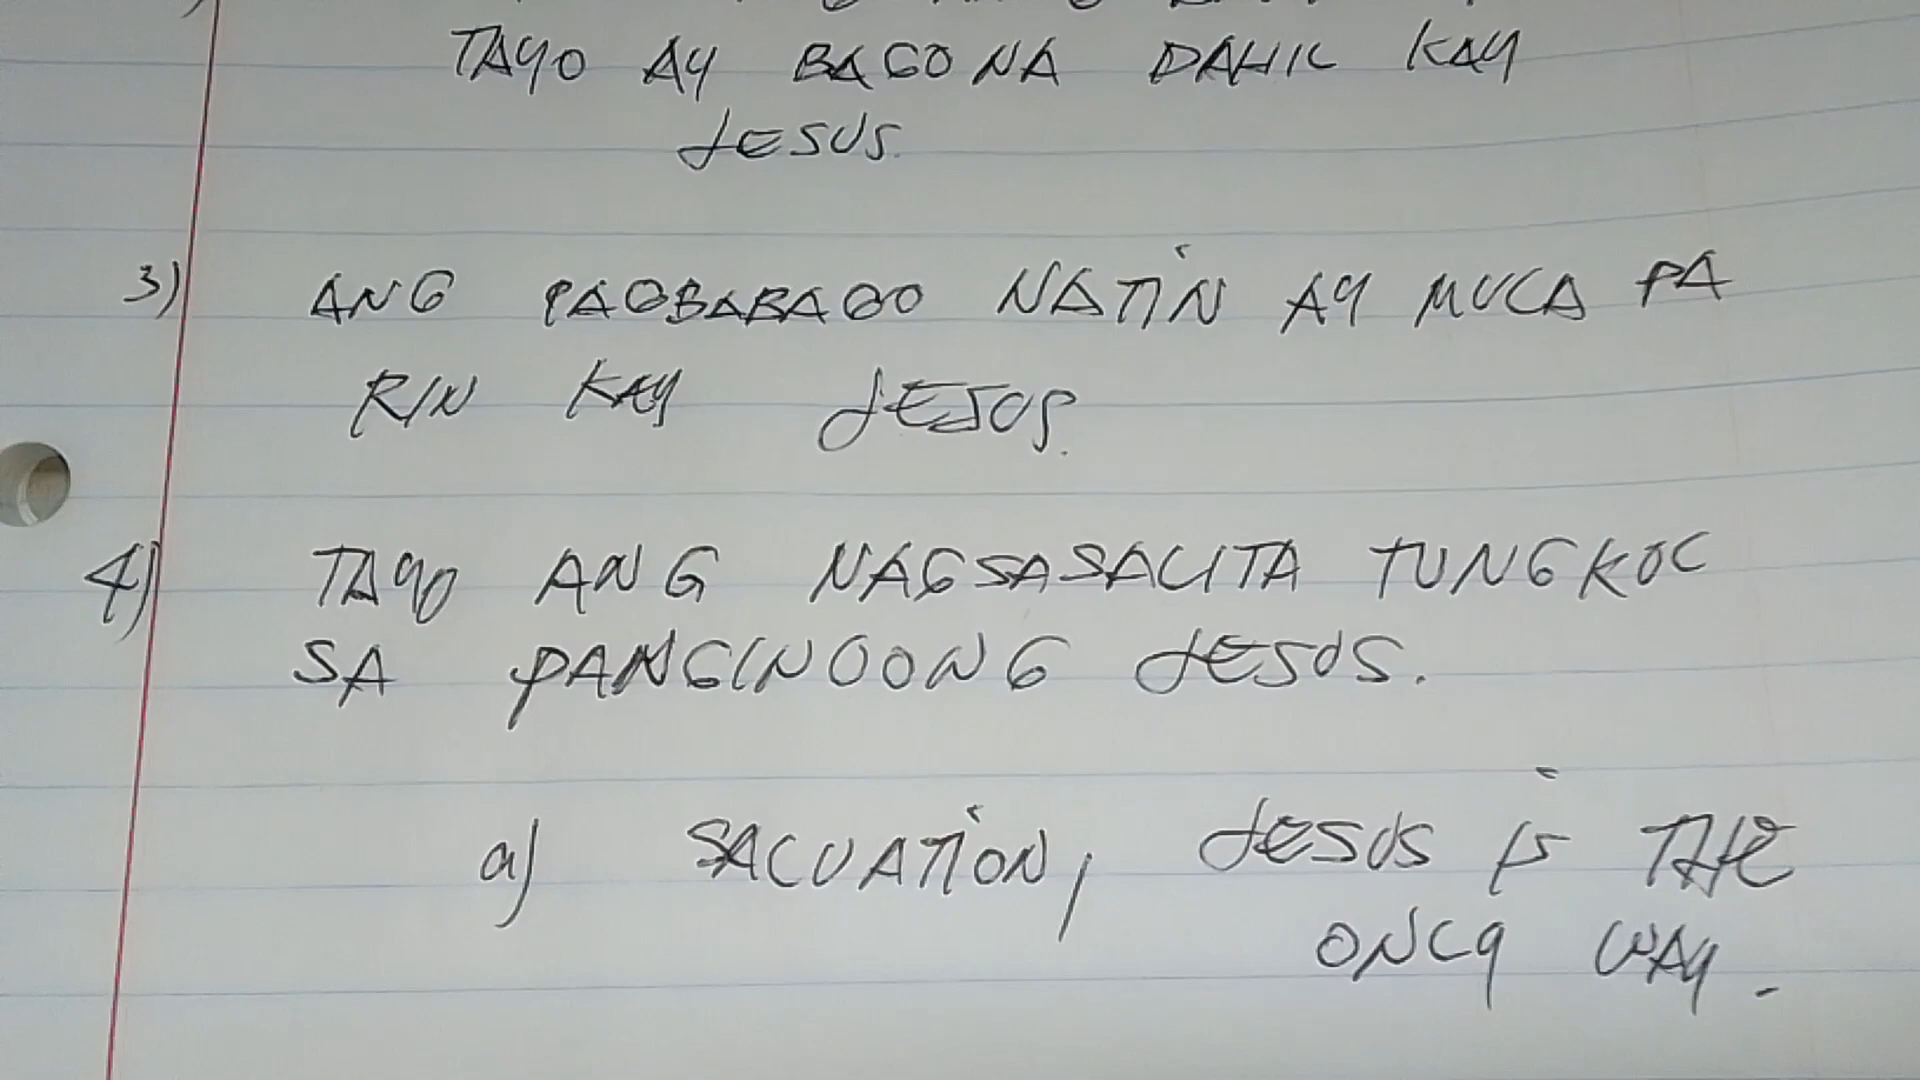 TAYO AY BAGO NA DAHIL KAY
JESUS.
3) ANG PAGBABAGO NATIN AY MULA PA
RIN KAY JESUS.
4) TAYO ANG NAGSASALITA TUNGKOL
SA PANGINOONG JESUS.
a) SALVATION, JESUS IS THE
ONLY WAY.